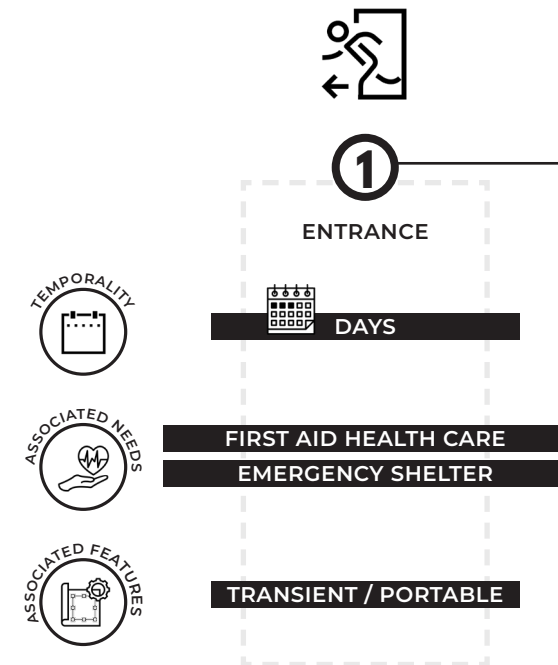 1
ENTRANCE
TEMPORALITY
DAYS
ASSOCIATED NEEDS
FIRST AID HEALTH CARE
EMERGENCY SHELTER
ASSOCIATED FEATURES
TRANSIENT / PORTABLE